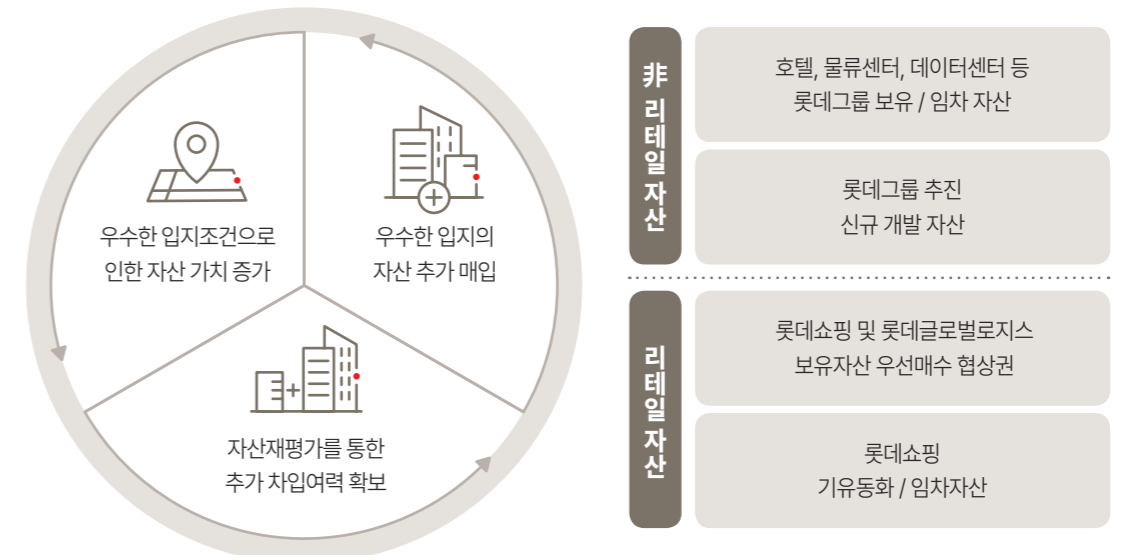 우수한 입지조건으로
인한 자산 가치 증가
우수한 입지의
자산 추가 매입
자산재평가를 통한
추가 차입여력 확보
非 리테일 자산
호텔, 물류센터, 데이터센터 등
롯데그룹 보유 / 임차 자산
롯데그룹 추진
신규 개발 자산
리테일 자산
롯데쇼핑 및 롯데글로벌로지스
보유자산 우선매수 협상권
롯데쇼핑
기유동화 / 임차자산